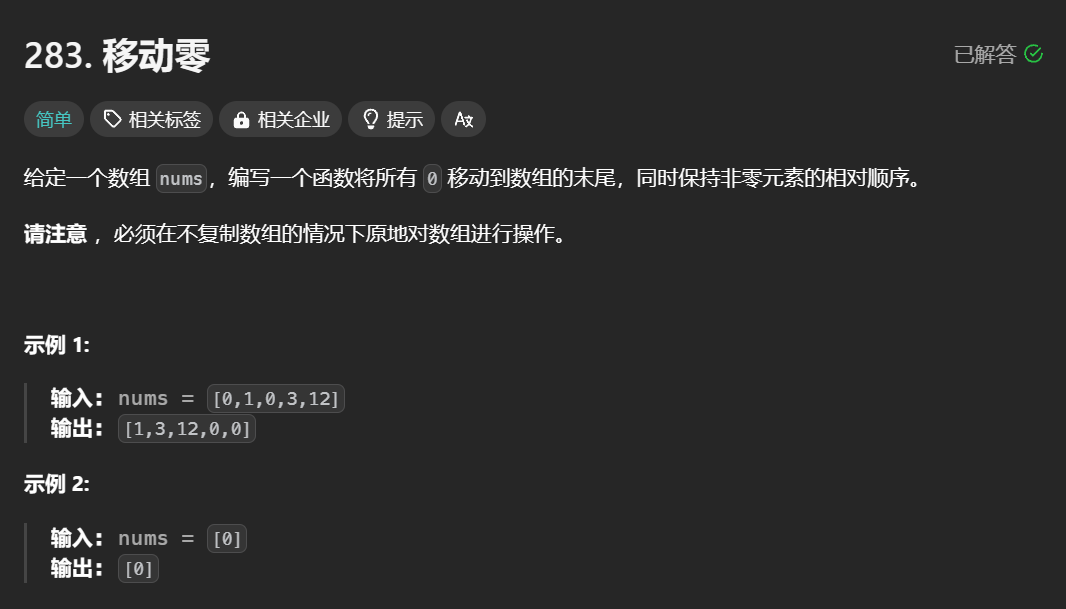 283. 移动零
已解答
简单 相关标签 相关企业 提示
给定一个数组 nums，编写一个函数将所有 0 移动到数组的末尾，同时保持非零元素的相对顺序。
请注意 ，必须在不复制数组的情况下原地对数组进行操作。
示例 1:
输入: nums = [0,1,0,3,12]
输出: [1,3,12,0,0]
示例 2:
输入: nums = [0]
输出: [0]